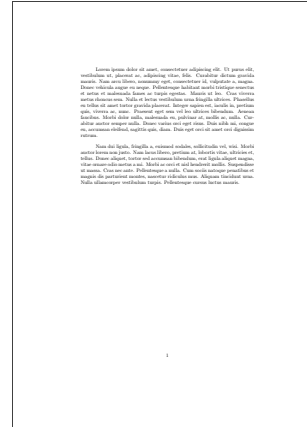 Lorem ipsum dolor sit amet, consectetuer adipiscing elit. Ut purus elit,
vestibulum ut, placerat ac, adipiscing vitae, felis. Curabitur dictum gravida
mauris. Nam arcu libero, nonummy eget, consectetuer id, vulputate a, magna.
Donec vehicula augue eu neque. Pellentesque habitant morbi tristique senectus
et netus et malesuada fames ac turpis egestas. Mauris ut leo. Cras viverra
metus rhoncus sem. Nulla et lectus vestibulum urna fringilla ultrices. Phasellus
eu tellus sit amet tortor gravida placerat. Integer sapien est, iaculis in, pretium
quis, viverra ac, nunc. Praesent eget sem vel leo ultrices bibendum. Aenean
faucibus. Morbi dolor nulla, malesuada eu, pulvinar at, mollis ac, nulla. Cur-
abitur auctor semper nulla. Donec varius orci eget risus. Duis nibh mi, congue
eu, accumsan eleifend, sagittis quis, diam. Duis eget orci sit amet orci dignissim
rutrum.
Nam dui ligula, fringilla a, euismod sodales, sollicitudin vel, wisi. Morbi
auctor lorem non justo. Nam lacus libero, pretium at, lobortis vitae, ultricies et,
tellus. Donec aliquet, tortor sed accumsan bibendum, erat ligula aliquet magna,
vitae ornare odio metus a mi. Morbi ac orci et nisl hendrerit mollis. Suspendisse
ut massa. Cras nec ante. Pellentesque a nulla. Cum sociis natoque penatibus et
magnis dis parturient montes, nascetur ridiculus mus. Aliquam tincidunt urna.
Nulla ullamcorper vestibulum turpis. Pellentesque cursus luctus mauris.
1